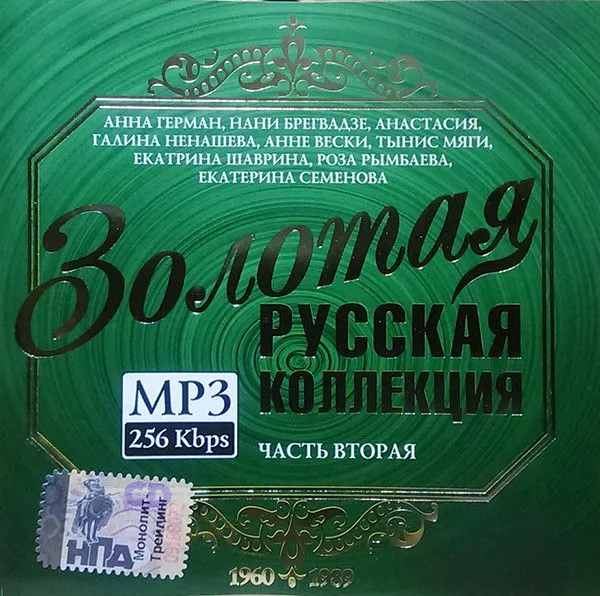 АННА ГЕРМАН, НАНИ БРЕГВАДЗЕ, АНАСТАСИЯ,
ГАЛИНА НЕНАШЕВА, АННЕ ВЕСКИ, ТЫНИС МЯГИ,
ЕКАТРИНА ШАВРИНА, РОЗА РЫМБАЕВА,
ЕКАТЕРИНА СЕМЕНОВА
Золотая
РУССКАЯ
КОЛЛЕКЦИЯ
MP3
256 Kbps
ЧАСТЬ ВТОРАЯ
НПА
Монолит-
Трейдинг
1960 1989